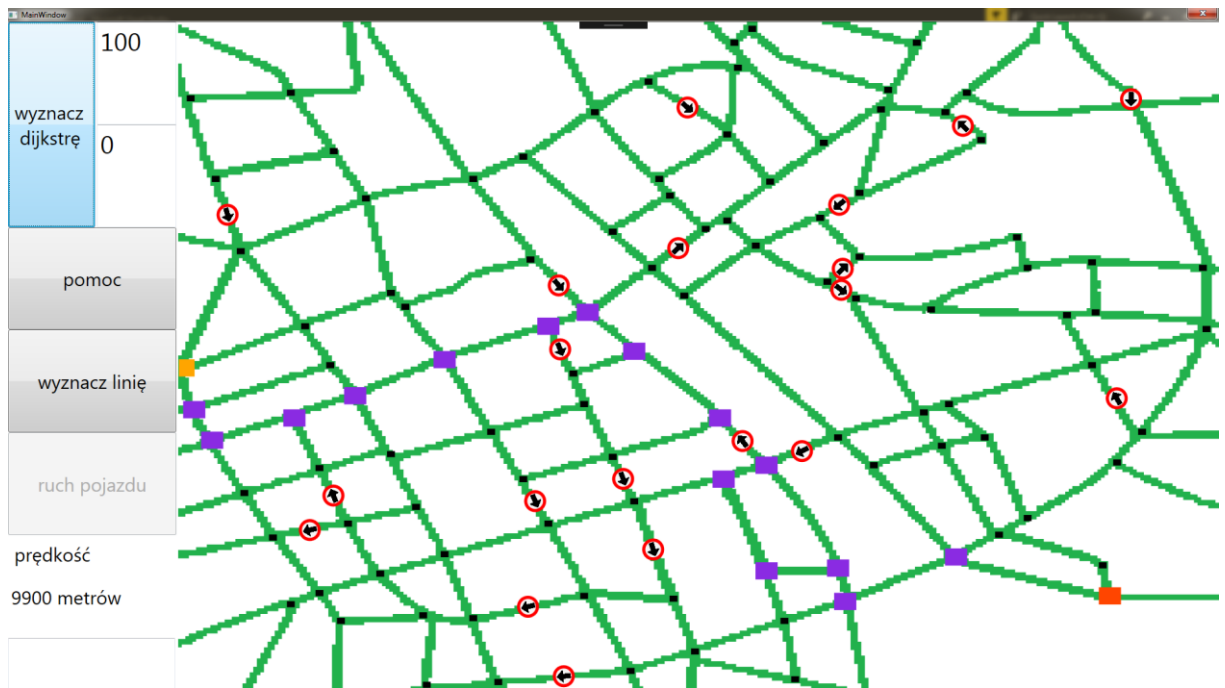 MainWindow
100
wyznacz
dijkstrę
0
pomoc
wyznacz linię
ruch pojazdu
prędkość
9900 metrów